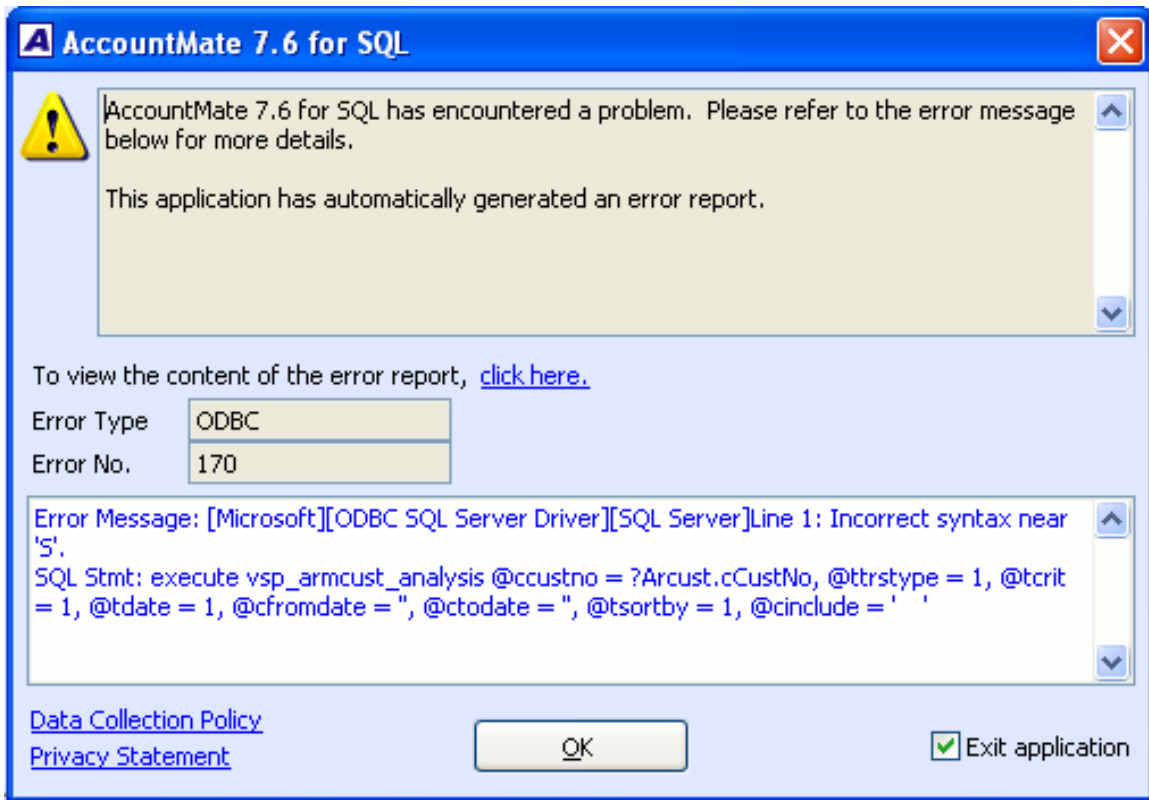 AccountMate 7.6 for SQL
AccountMate 7.6 for SQL has encountered a problem.  Please refer to the error message
below for more details.
This application has automatically generated an error report.
To view the content of the error report, click here.
Error Type ODBC
Error No. 170
Error Message: [Microsoft][ODBC SQL Server Driver][SQL Server]Line 1: Incorrect syntax near
'S'.
SQL Stmt: execute vsp_armcust_analysis @ccustno = ?Arcust.cCustNo, @ttrstype = 1, @tcrit
= 1, @tdate = 1, @cfromdate = '', @ctodate = '', @tsortby = 1, @cinclude = '    '
Data Collection Policy
OK
Exit application
Privacy Statement